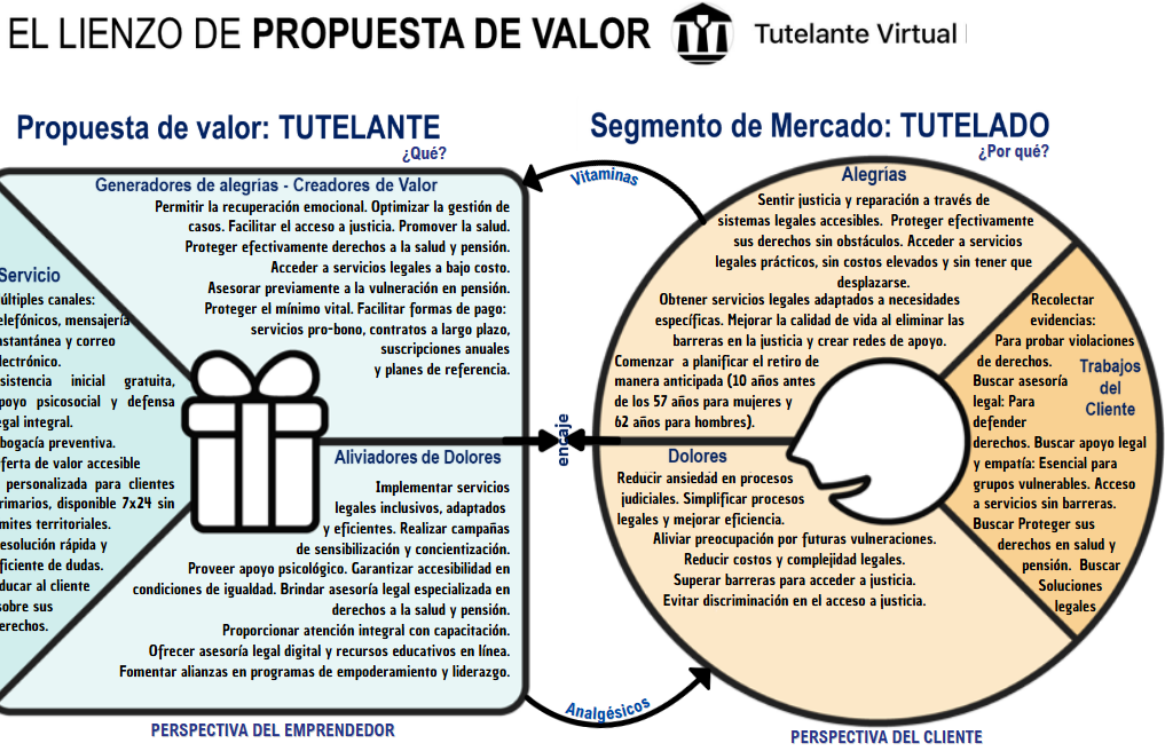 EL LIENZO DE PROPUESTA DE VALOR
Tutelante Virtual
Propuesta de valor: TUTELANTE
¿Qué?
Segmento de Mercado: TUTELADO
¿Por qué?
Servicio
últiples canales:
elefónicos, mensajería
nstantánea y correo
lectrónico.
sistencia inicial gratuita,
poyo psicosocial y defensa
egal integral.
bogacía preventiva.
ferta de valor accesible
personalizada para clientes
rimarios, disponible 7x24 sin
mites territoriales.
esolución rápida y
ficiente de dudas.
ducar al cliente
sobre sus
erechos.
Generadores de alegrías - Creadores de Valor
Permitir la recuperación emocional. Optimizar la gestión de
casos. Facilitar el acceso a justicia. Promover la salud.
Proteger efectivamente derechos a la salud y pensión.
Acceder a servicios legales a bajo costo.
Asesorar previamente a la vulneración en pensión.
Proteger el mínimo vital. Facilitar formas de pago:
servicios pro-bono, contratos a largo plazo,
suscripciones anuales
y planes de referencia.
Aliviadores de Dolores
Implementar servicios
legales inclusivos, adaptados
y eficientes. Realizar campañas
de sensibilización y concientización.
Proveer apoyo psicológico. Garantizar accesibilidad en
condiciones de igualdad. Brindar asesoría legal especializada en
derechos a la salud y pensión.
Proporcionar atención integral con capacitación.
Ofrecer asesoría legal digital y recursos educativos en línea.
Fomentar alianzas en programas de empoderamiento y liderazgo.
PERSPECTIVA DEL EMPRENDEDOR
Vitaminas
encaje
Analgésicos
Alegrías
Sentir justicia y reparación a través de
sistemas legales accesibles. Proteger efectivamente
sus derechos sin obstáculos. Acceder a servicios
legales prácticos, sin costos elevados y sin tener que
desplazarse.
Obtener servicios legales adaptados a necesidades
específicas. Mejorar la calidad de vida al eliminar las
barreras en la justicia y crear redes de apoyo.
Comenzar a planificar el retiro de
manera anticipada (10 años antes
de los 57 años para mujeres y
62 años para hombres).
Dolores
Reducir ansiedad en procesos
judiciales. Simplificar procesos
legales y mejorar eficiencia.
Aliviar preocupación por futuras vulneraciones.
Reducir costos y complejidad legales.
Superar barreras para acceder a justicia.
Evitar discriminación en el acceso a justicia.
Trabajos
del
Cliente
Recolectar
evidencias:
Para probar violaciones
de derechos.
Buscar asesoría
legal: Para
defender
derechos. Buscar apoyo legal
y empatía: Esencial para
grupos vulnerables. Acceso
a servicios sin barreras.
Buscar Proteger sus
derechos en salud y
pensión. Buscar
Soluciones
legales
PERSPECTIVA DEL CLIENTE